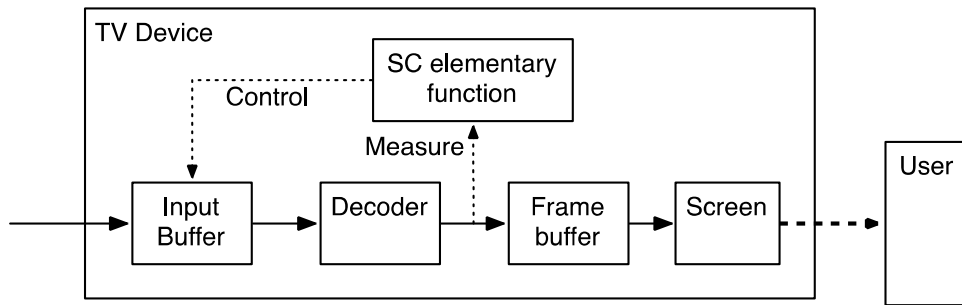 TV Device
SC elementary
function
Control
Measure
Input
Buffer
Decoder
Frame
buffer
Screen
User